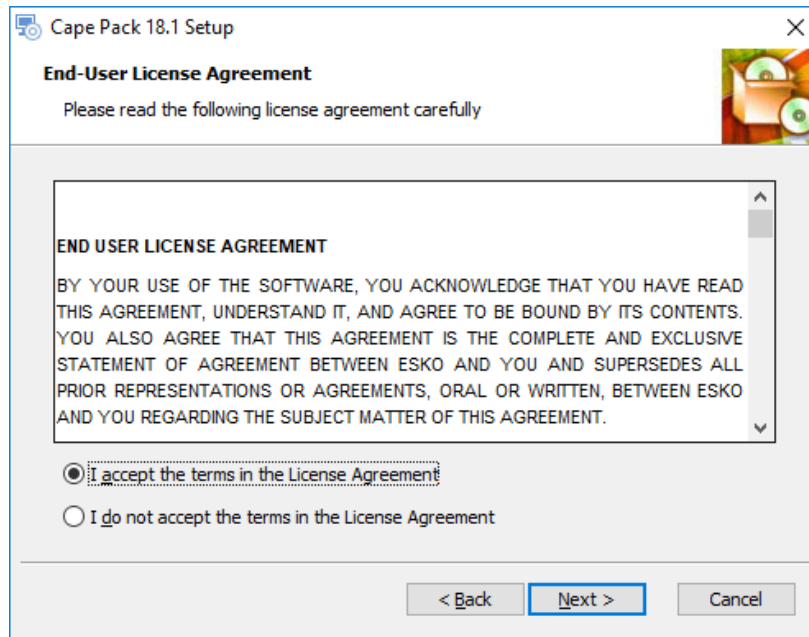 Cape Pack 18.1 Setup
End-User License Agreement
Please read the following license agreement carefully
END USER LICENSE AGREEMENT
BY YOUR USE OF THE SOFTWARE, YOU ACKNOWLEDGE THAT YOU HAVE READ
THIS AGREEMENT, UNDERSTAND IT, AND AGREE TO BE BOUND BY ITS CONTENTS.
YOU ALSO AGREE THAT THIS AGREEMENT IS THE COMPLETE AND EXCLUSIVE
STATEMENT OF AGREEMENT BETWEEN ESKO AND YOU AND SUPERSEDES ALL
PRIOR REPRESENTATIONS OR AGREEMENTS, ORAL OR WRITTEN, BETWEEN ESKO
AND YOU REGARDING THE SUBJECT MATTER OF THIS AGREEMENT.
I accept the terms in the License Agreement
I do not accept the terms in the License Agreement
< Back Next > Cancel